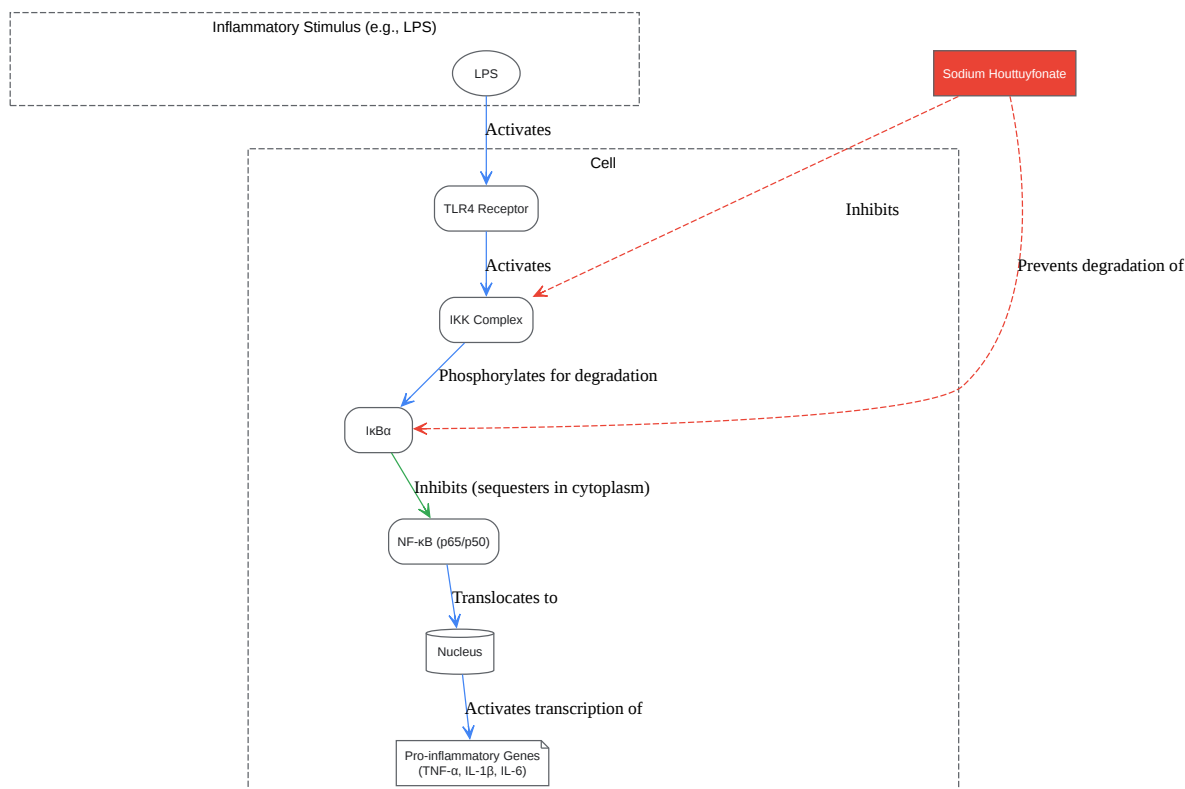 Inflammatory Stimulus (e.g., LPS)
LPS
Sodium Houttuyfonate
Activates
Cell
TLR4 Receptor
Inhibits
Activates
Prevents degradation of
IKK Complex
Phosphorylates for degradation
IκBα
Inhibits (sequesters in cytoplasm)
NF-κB (p65/p50)
Translocates to
Nucleus
Activates transcription of
Pro-inflammatory Genes
(TNF-α, IL-1β, IL-6)